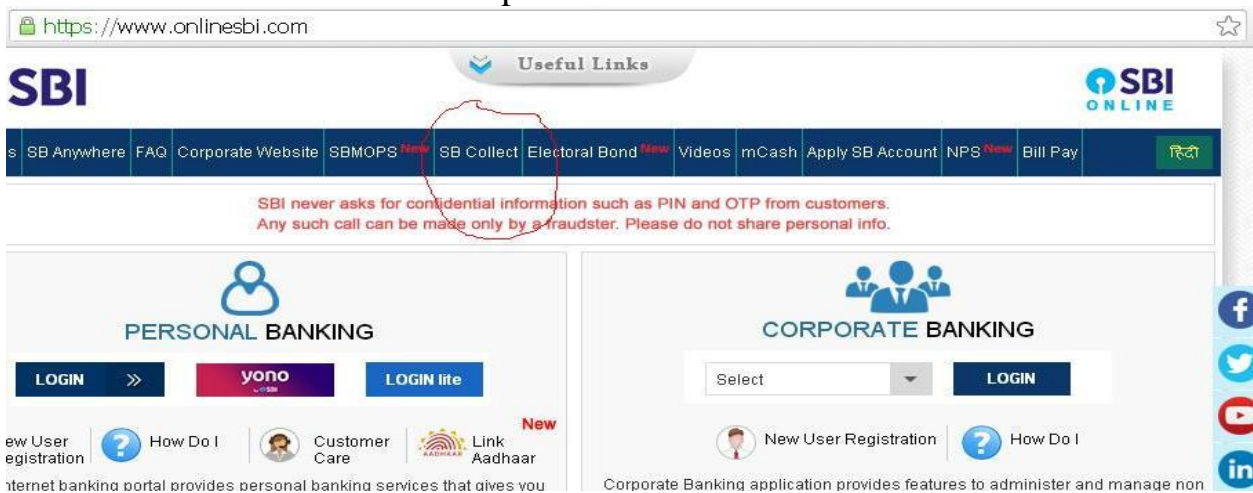 https://www.onlinesbi.com
Useful Links
SBI
SBI
ONLINE
s SB Anywhere FAQ Corporate Website SBMOPS New SB Collect Electoral Bond New Videos mCash Apply SB Account NPS New Bill Pay हिंदी
SBI never asks for confidential information such as PIN and OTP from customers.
Any such call can be made only by a fraudster. Please do not share personal info.
PERSONAL BANKING
LOGIN
yono
SBI
LOGIN lite
New
ew User
egistration
How Do I
Customer
Care
AADHAAR
Link
Aadhaar
nternet banking portal provides personal banking services that gives you
CORPORATE BANKING
Select
LOGIN
New User Registration
How Do I
Corporate Banking application provides features to administer and manage non
f
in